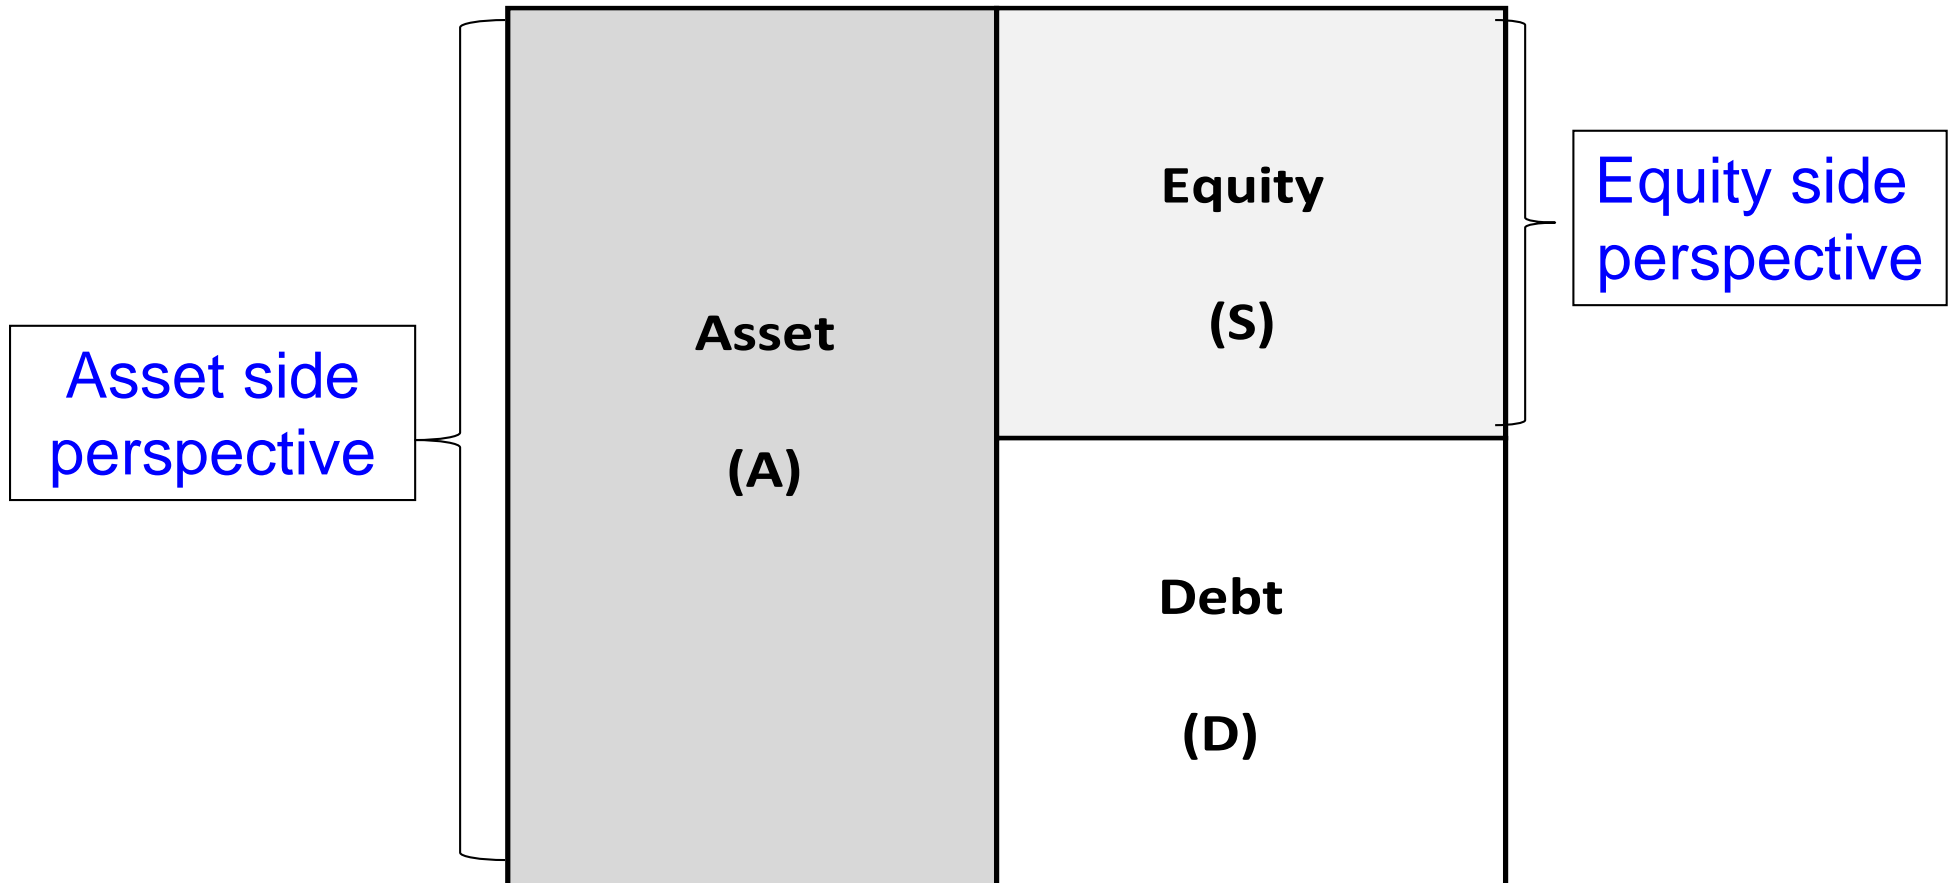 Asset side
perspective
Asset
(A)
Equity
(S)
Debt
(D)
Equity side
perspective